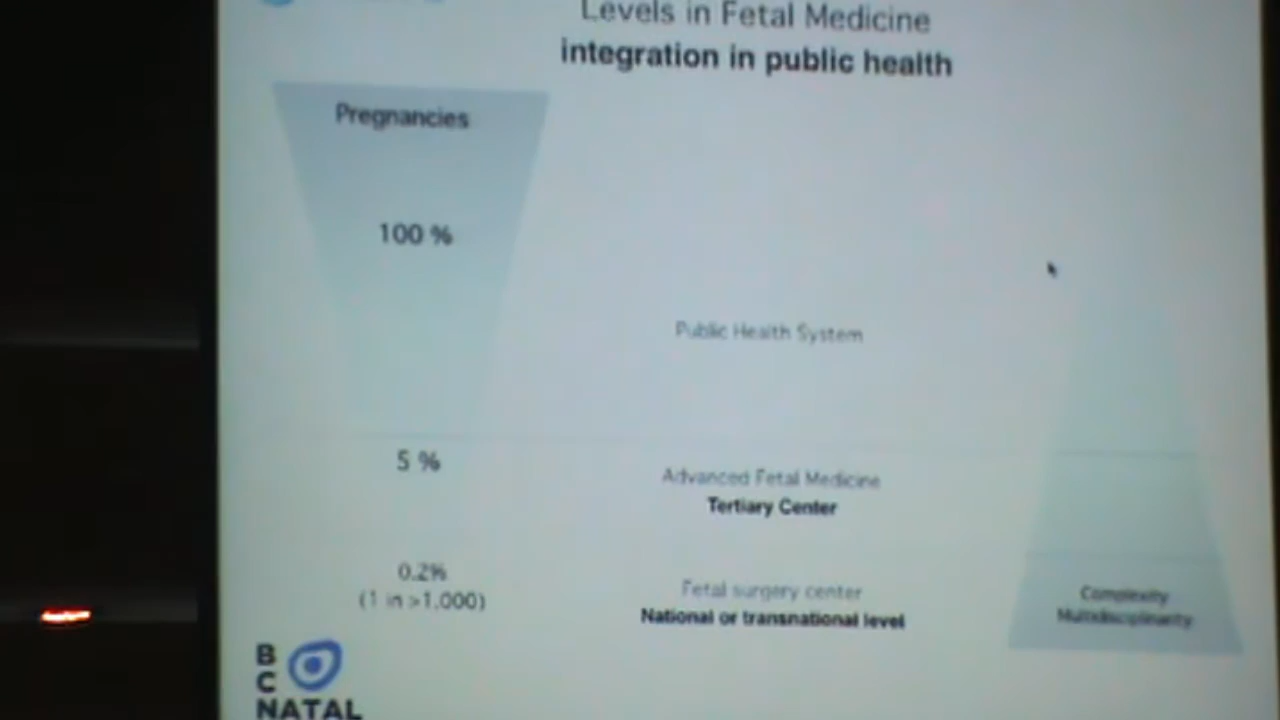 Levels in Fetal Medicine
integration in public health
Pregnancies
100 %
Public Health System
5 %
Advanced Fetal Medicine
Tertiary Center
0.2%
(1 in >1.000)
Fetal surgery center
National or transnational level
Complexity
Multidisciplinarity
B
C
NATAL